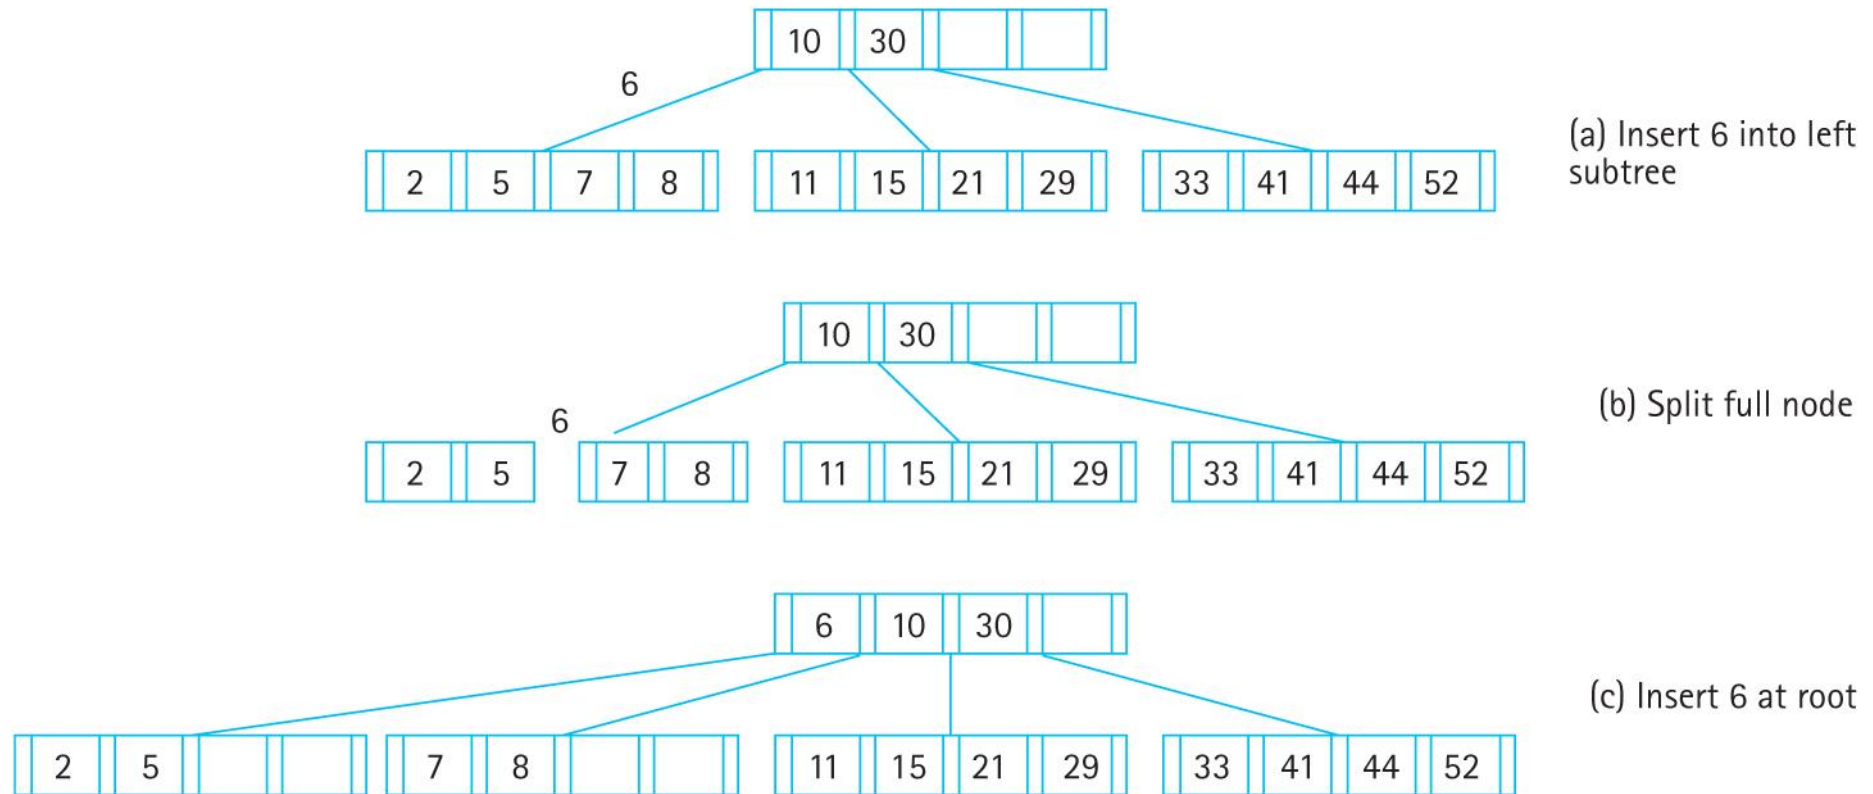 10 30
6
2 5 7 8 11 15 21 29 33 41 44 52
(a) Insert 6 into left
subtree
10 30
6
2 5 7 8 11 15 21 29 33 41 44 52
(b) Split full node
6 10 30
2 5 7 8 11 15 21 29 33 41 44 52
(c) Insert 6 at root